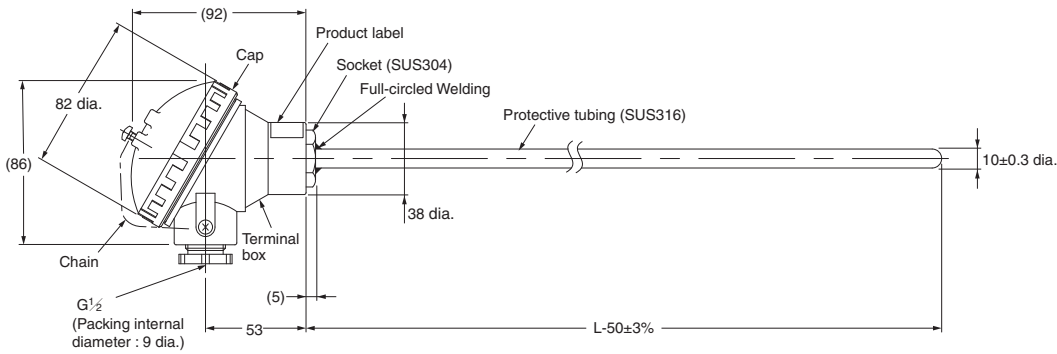 (92)
Product label
Cap
Socket (SUS304)
Full-circled Welding
82 dia.
Protective tubing (SUS316)
(86)
10±0.3 dia.
38 dia.
Terminal
box
Chain
(5)
G1/2
(Packing internal
diameter : 9 dia.)
53
L-50±3%